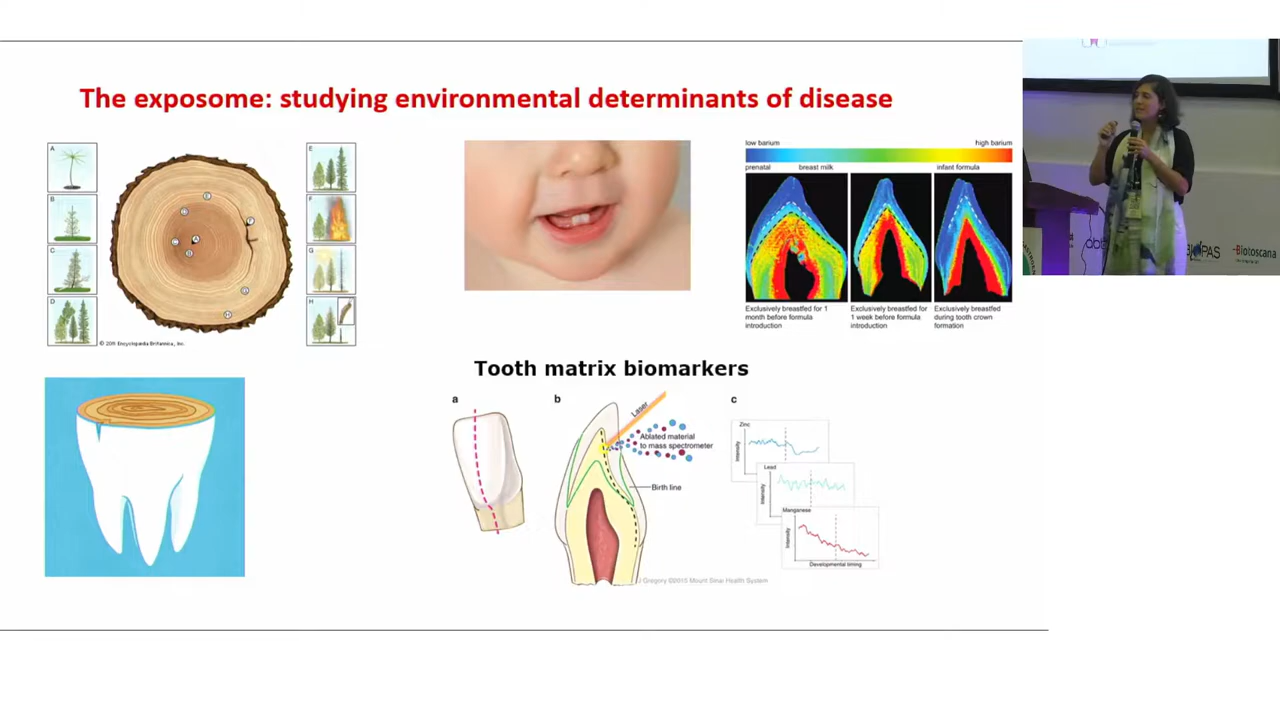 The exposome: studying environmental determinants of disease
A
B
C
D
E
F
G
H
© 2011 Encyclopædia Britannica, Inc.
low barium
high barium
prenatal
breast milk
infant formula
Exclusively breastfed for 1
month before formula
introduction
Exclusively breastfed for
1 week before formula
introduction
Exclusively breastfed
during tooth crown
formation
Tooth matrix biomarkers
a
b
c
Laser
Ablated material
to mass spectrometer
Birth line
Zinc
Intensity
Lead
Intensity
Manganese
Intensity
Developmental timing
J Gregory ©2015 Mount Sinai Health System
Biotoscana